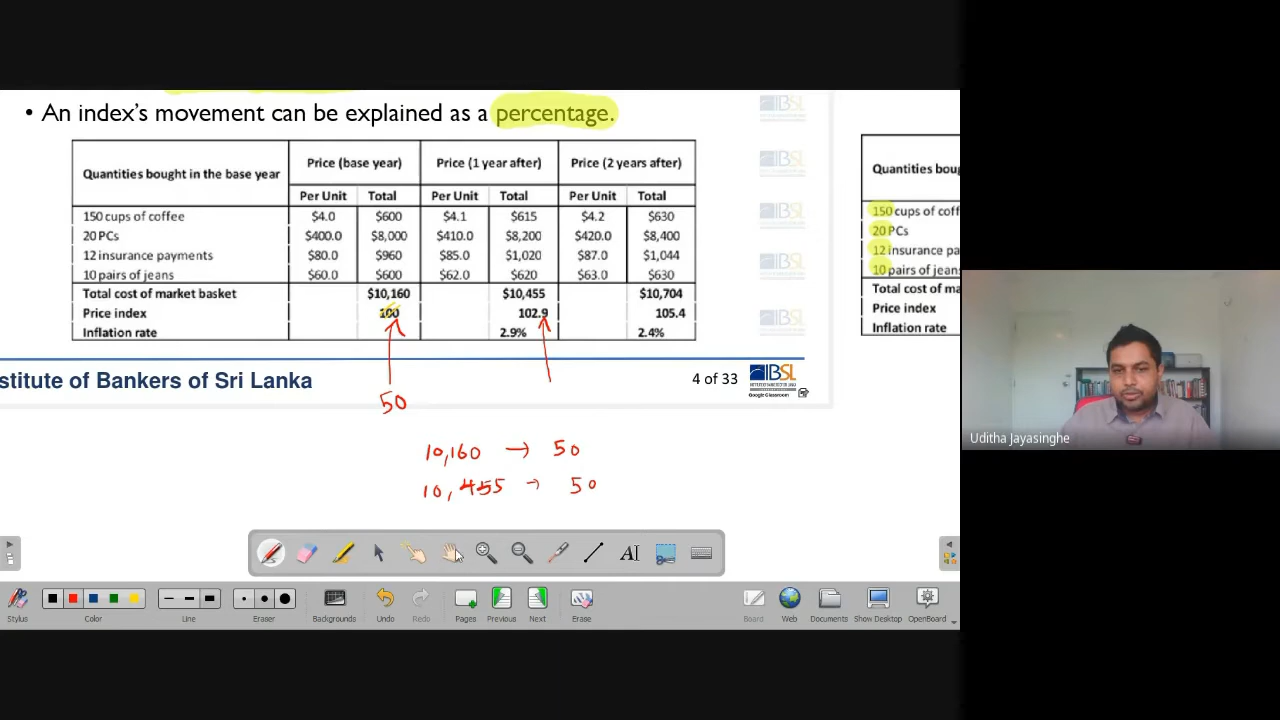 • An index's movement can be explained as a percentage.
Quantities bought in the base year | Price (base year) | Price (1 year after) | Price (2 years after)
Per Unit | Total | Per Unit | Total | Per Unit | Total
150 cups of coffee | $4.0 | $600 | $4.1 | $615 | $4.2 | $630
20 PCs | $400.0 | $8,000 | $410.0 | $8,200 | $420.0 | $8,400
12 insurance payments | $80.0 | $960 | $85.0 | $1,020 | $87.0 | $1,044
10 pairs of jeans | $60.0 | $600 | $62.0 | $620 | $63.0 | $630
Total cost of market basket | $10,160 | $10,455 | $10,704
Price index | 100 | 102.9 | 105.4
Inflation rate | 2.9% | 2.4%
stitute of Bankers of Sri Lanka
4 of 33
IBSL
Google Classroom
50
10,160 → 50
10,455 → 50
Quantities boug
150 cups of coff
20 PCs
12 insurance pa
10 pairs of jeans
Total cost of ma
Price index
Inflation rate
Uditha Jayasinghe
AI
Stylus
Color
Line
Eraser
Backgrounds
Undo
Redo
Pages
Previous
Next
Erase
Board
Web
Documents
Show Desktop
OpenBoard